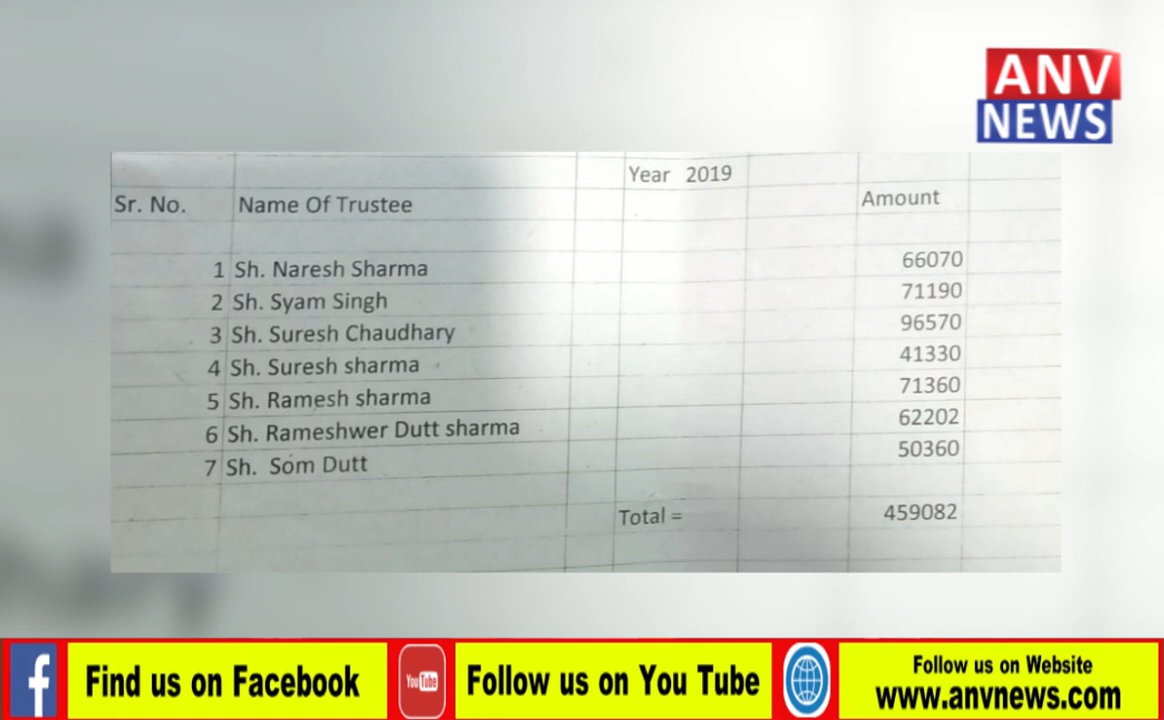 ANV
NEWS
Year 2019
Sr. No. Name Of Trustee Amount
1 Sh. Naresh Sharma 66070
2 Sh. Syam Singh 71190
3 Sh. Suresh Chaudhary 96570
4 Sh. Suresh sharma 41330
5 Sh. Ramesh sharma 71360
6 Sh. Rameshwer Dutt sharma 62202
7 Sh. Som Dutt 50360
Total = 459082
Find us on Facebook
You Tube
Follow us on You Tube
Follow us on Website
www.anvnews.com